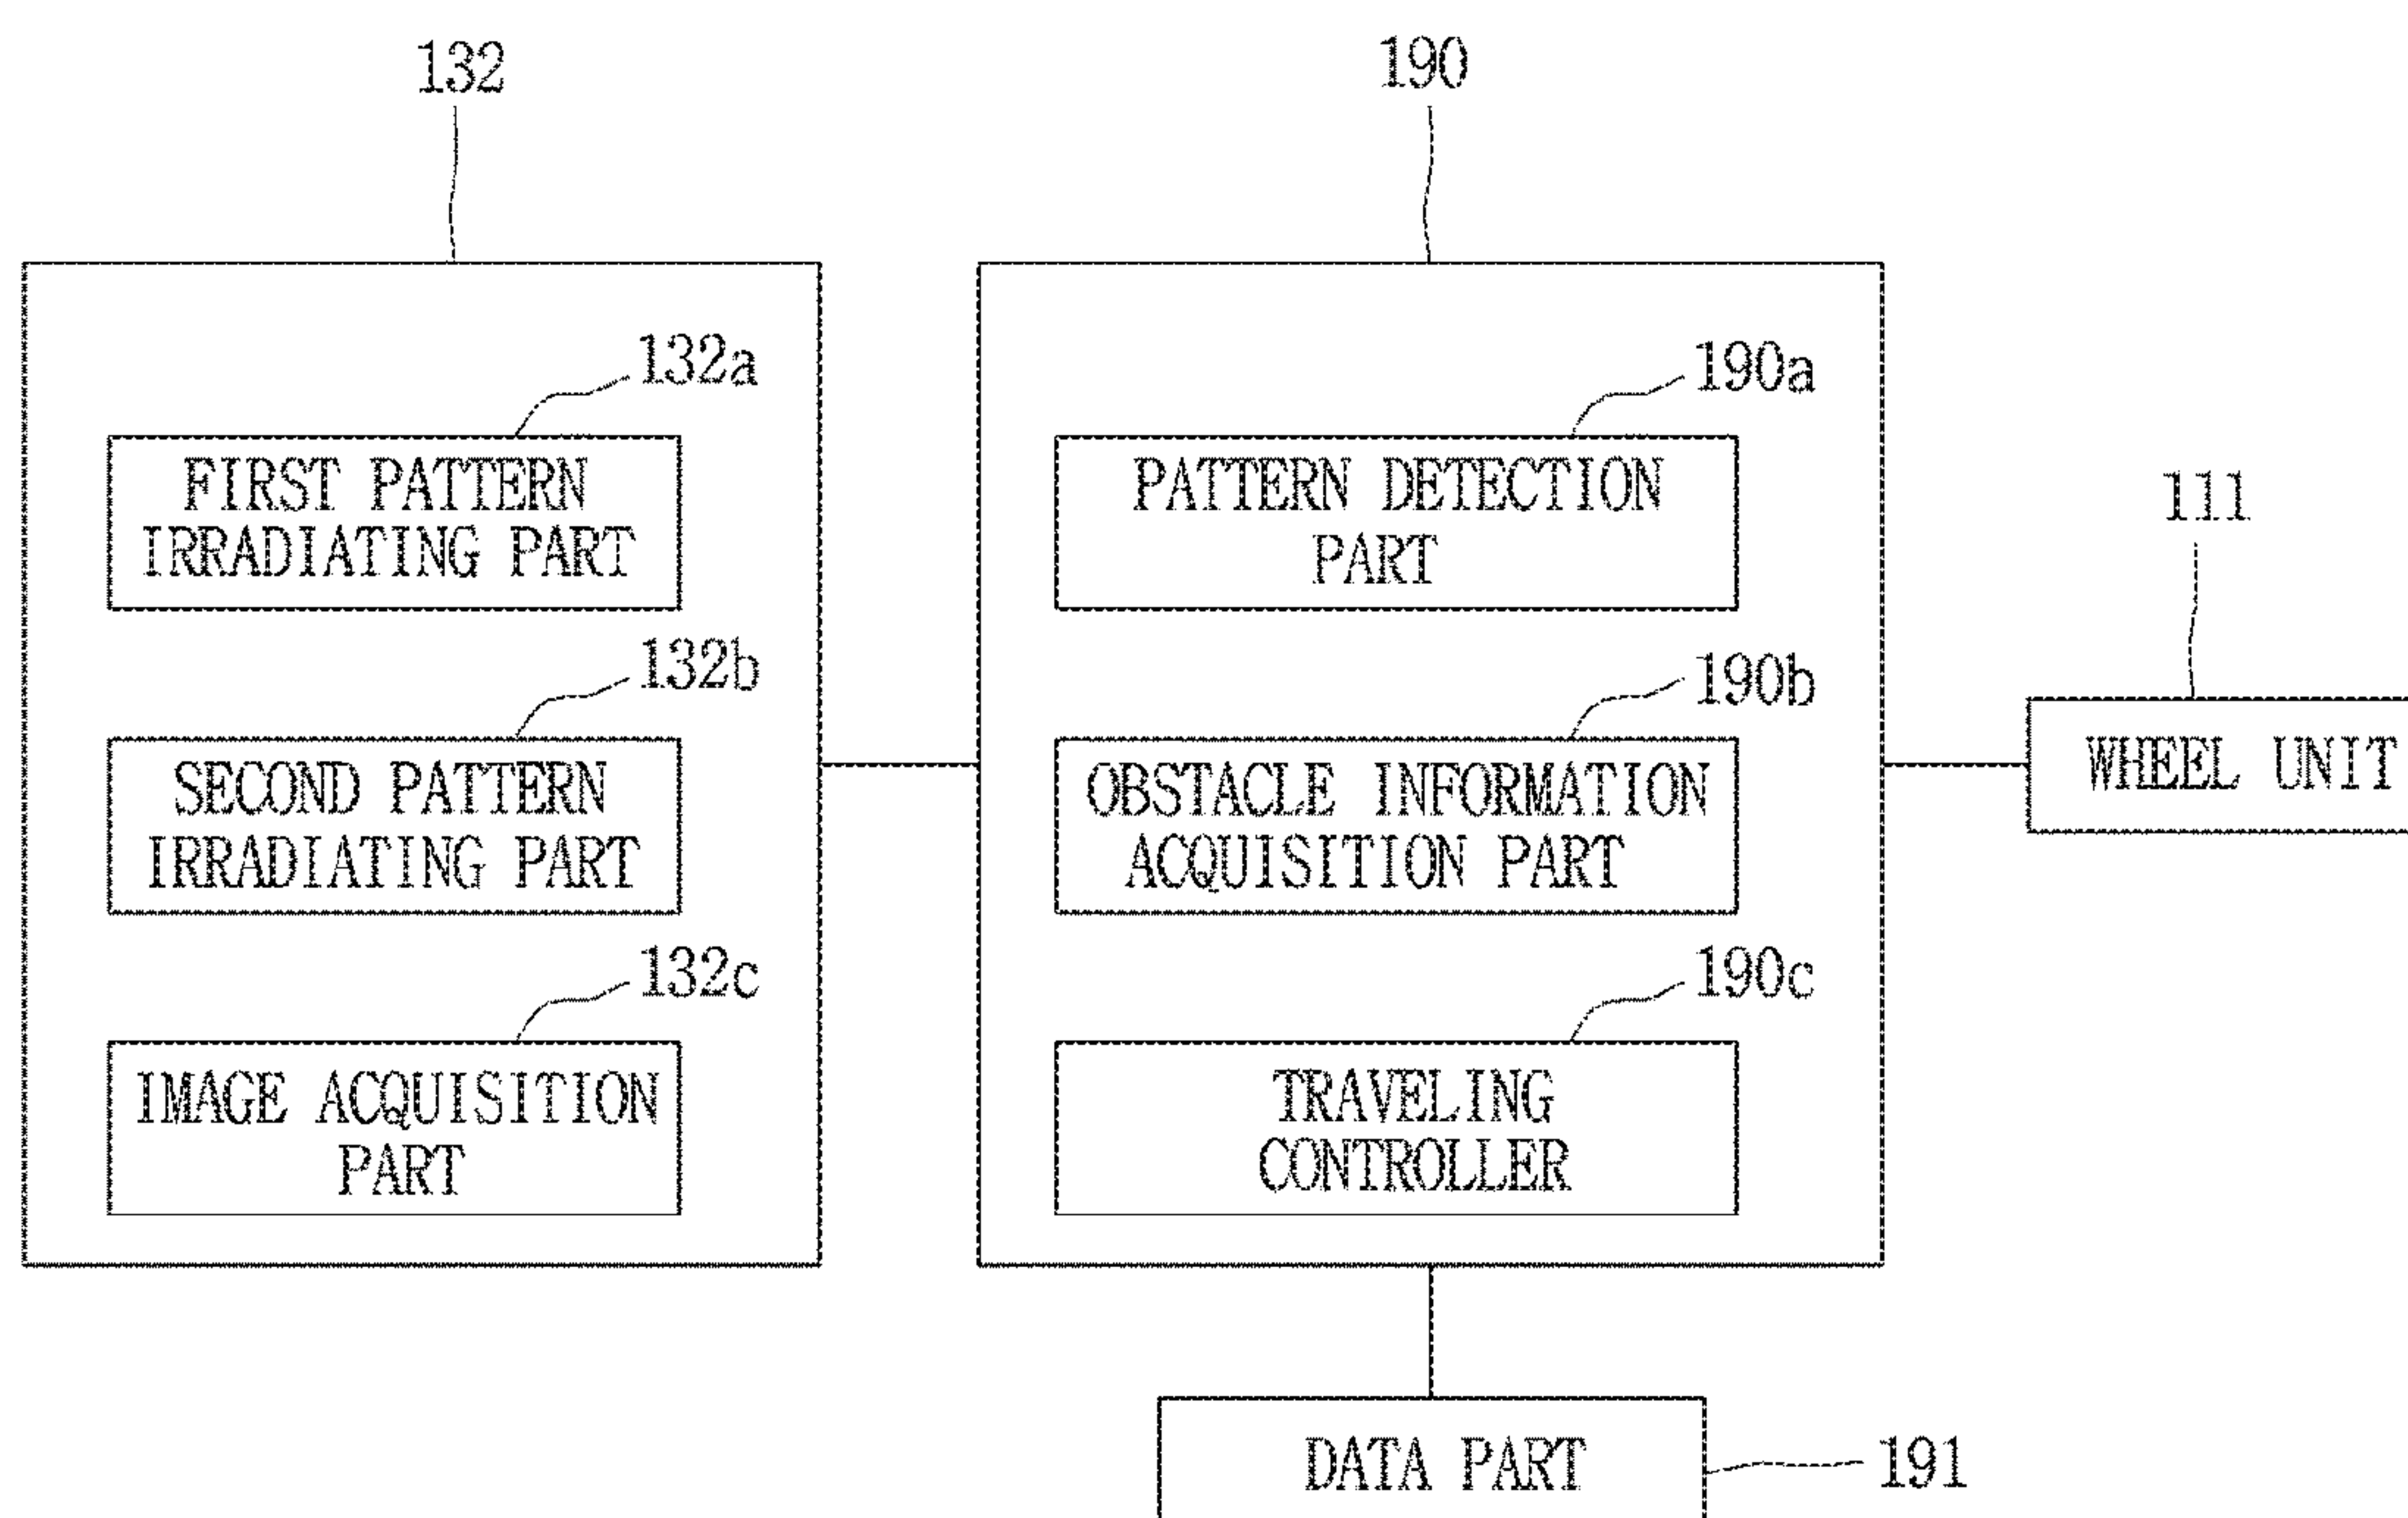 132
190
132a
FIRST PATTERN
IRRADIATING PART
132b
SECOND PATTERN
IRRADIATING PART
132c
IMAGE ACQUISITION
PART
190a
PATTERN DETECTION
PART
190b
OBSTACLE INFORMATION
ACQUISITION PART
190c
TRAVELING
CONTROLLER
111
WHEEL UNIT
DATA PART
191